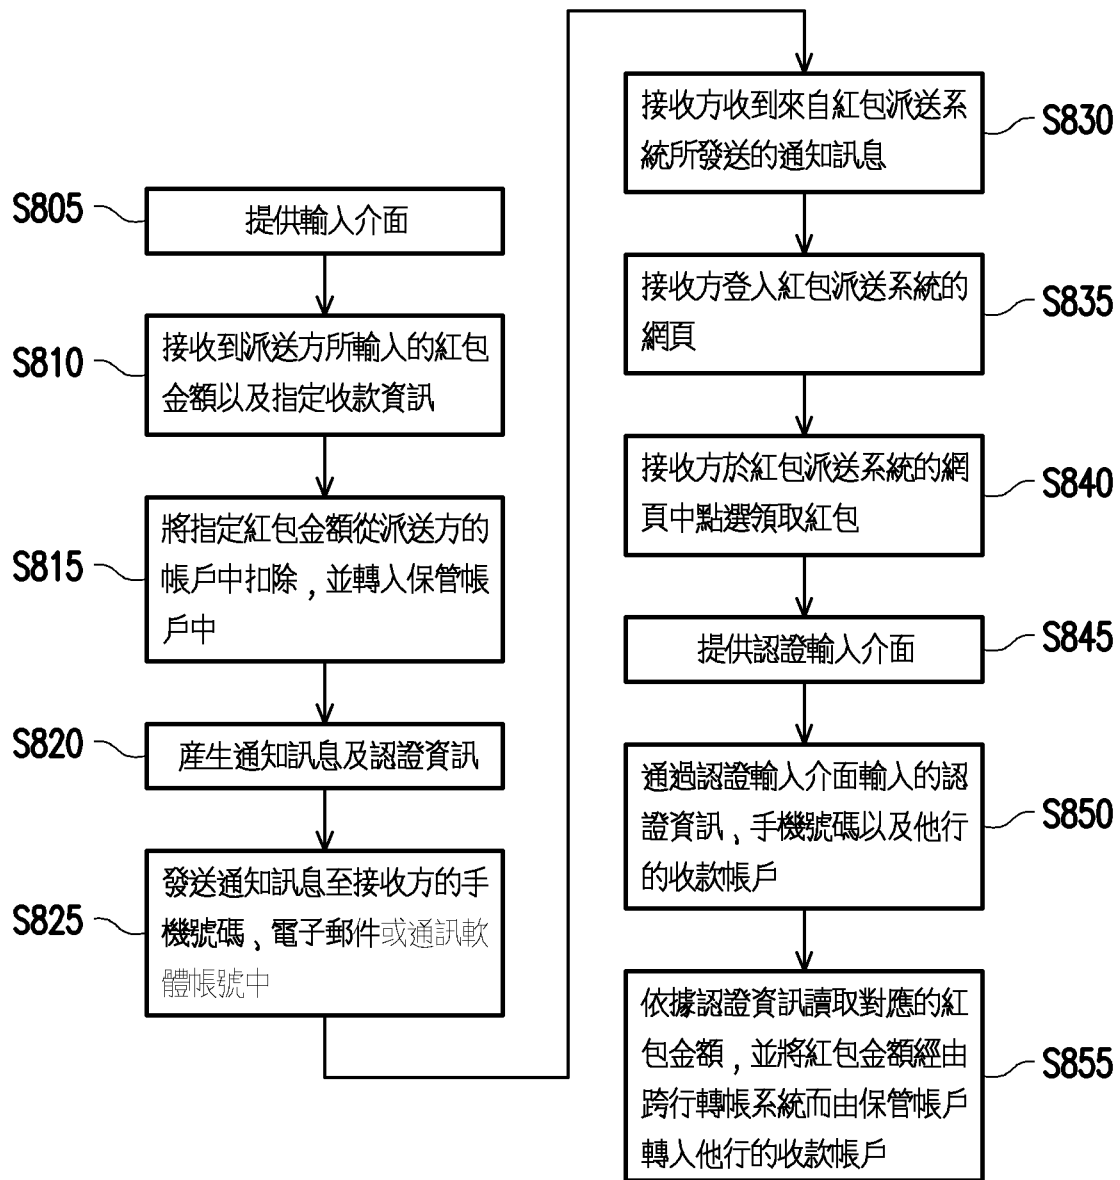 S805
提供輸入介面
S810
接收到派送方所輸入的紅包
金額以及指定收款資訊
S815
將指定紅包金額從派送方的
帳戶中扣除，並轉入保管帳
戶中
S820
産生通知訊息及認證資訊
S825
發送通知訊息至接收方的手
機號碼、電子郵件或通訊軟
體帳號中
接收方收到來自紅包派送系
統所發送的通知訊息
S830
接收方登入紅包派送系統的
網頁
S835
接收方於紅包派送系統的網
頁中點選領取紅包
S840
提供認證輸入介面
S845
通過認證輸入介面輸入的認
證資訊、手機號碼以及他行
的收款帳戶
S850
依據認證資訊讀取對應的紅
包金額，並將紅包金額經由
跨行轉帳系統而由保管帳戶
轉入他行的收款帳戶
S855